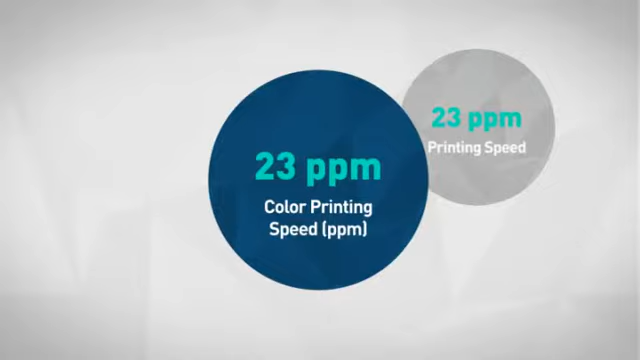 23 ppm
Color Printing
Speed (ppm)
23 ppm
Printing Speed